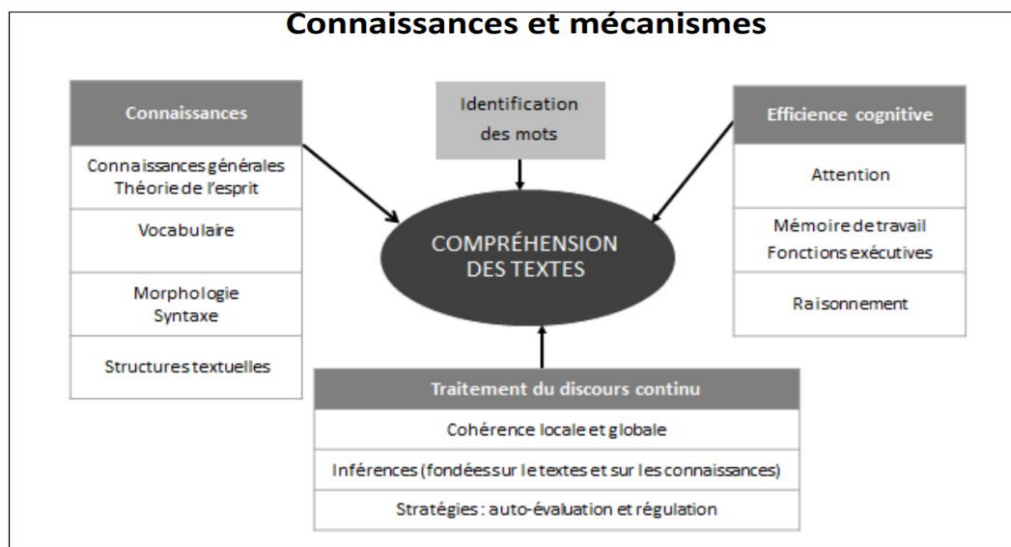 Connaissances et mécanismes
Connaissances
Connaissances générales
Théorie de l'esprit
Vocabulaire
Morphologie
Syntaxe
Structures textuelles
Identification
des mots
COMPRÉHENSION
DES TEXTES
Efficience cognitive
Attention
Mémoire de travail
Fonctions exécutives
Raisonnement
Traitement du discours continu
Cohérence locale et globale
Inférences (fondées sur le textes et sur les connaissances)
Stratégies : auto-évaluation et régulation